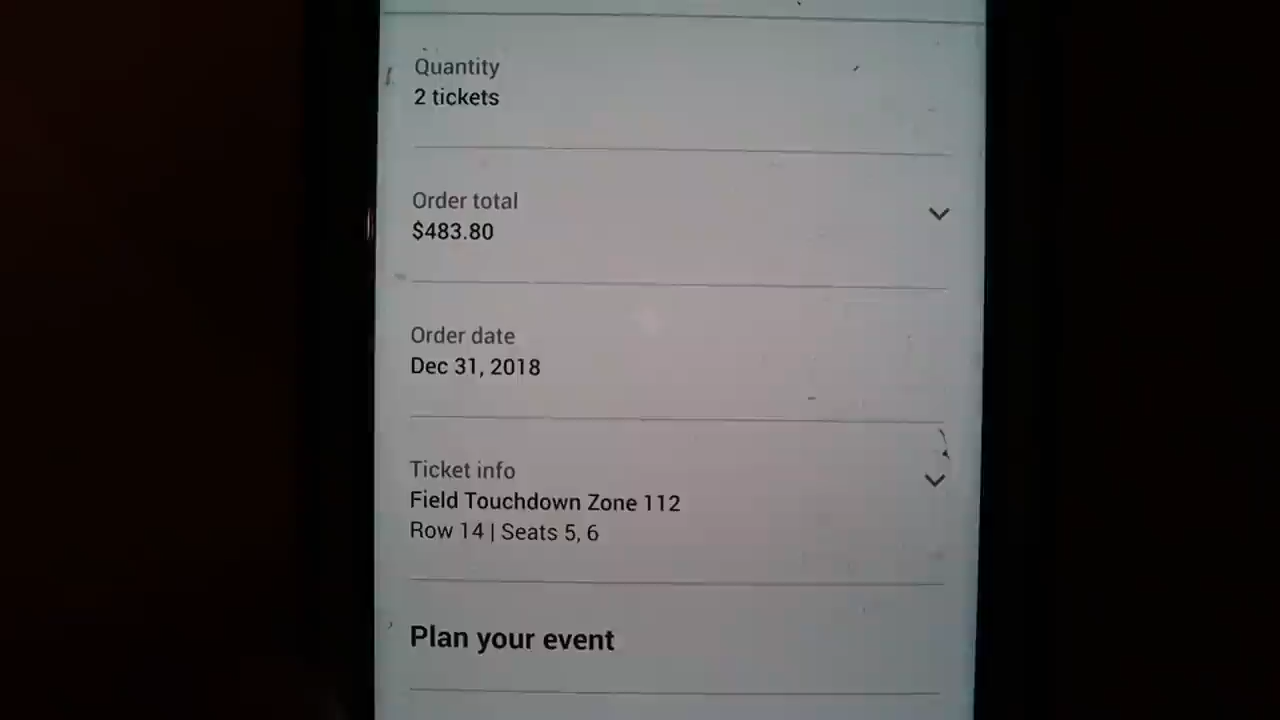 Quantity
2 tickets
Order total
$483.80
Order date
Dec 31, 2018
Ticket info
Field Touchdown Zone 112
Row 14 | Seats 5, 6
Plan your event